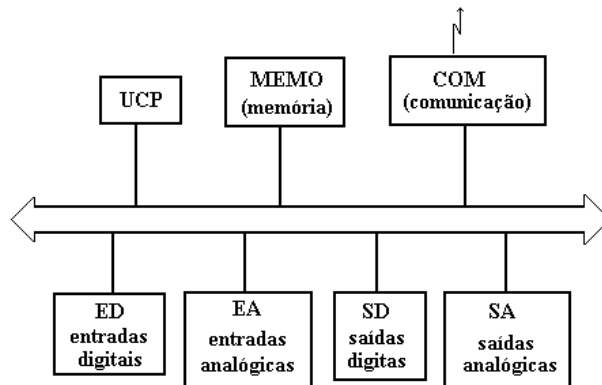 UCP
MEMO
(memória)
COM
(comunicação)
ED
entradas
digitais
EA
entradas
analógicas
SD
saídas
digitas
SA
saídas
analógicas